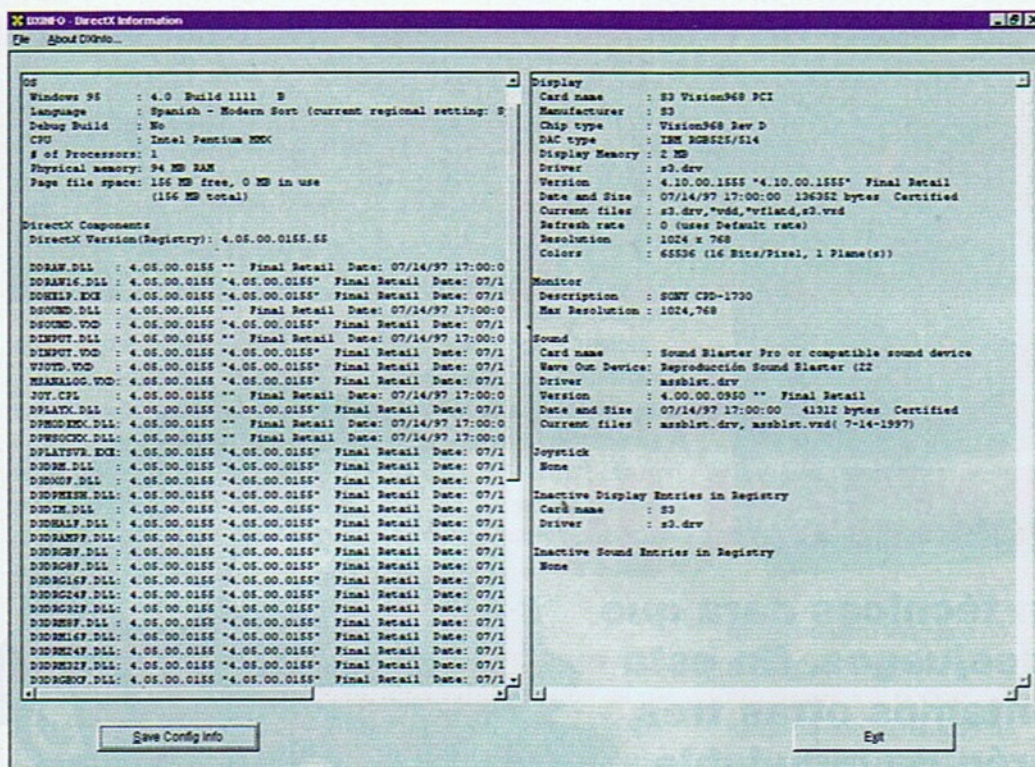 DXINFO - DirectX Information
File About DXInfo...
OS
Windows 95 : 4.0 Build 1111 B
Language : Spanish - Modern Sort (current regional setting: S
Debug Build : No
CPU : Intel Pentium MMX
# of Processors: 1
Physical memory: 94 MB RAM
Page file space: 156 MB free, 0 MB in use
(156 MB total)
DirectX Components
DirectX Version(Registry): 4.05.00.0155.55
DDRAW.DLL : 4.05.00.0155 "" Final Retail Date: 07/14/97 17:00:0
DDRAW16.DLL : 4.05.00.0155 "4.05.00.0155" Final Retail Date: 07/1
DDHELP.EXE : 4.05.00.0155 "4.05.00.0155" Final Retail Date: 07/1
DSOUND.DLL : 4.05.00.0155 "" Final Retail Date: 07/14/97 17:00:0
DSOUND.VXD : 4.05.00.0155 "4.05.00.0155" Final Retail Date: 07/1
DINPUT.DLL : 4.05.00.0155 "" Final Retail Date: 07/14/97 17:00:0
DINPUT.VXD : 4.05.00.0155 "4.05.00.0155" Final Retail Date: 07/1
VJOYD.VXD : 4.05.00.0155 "4.05.00.0155" Final Retail Date: 07/1
MSANALOG.VXD: 4.05.00.0155 "4.05.00.0155" Final Retail Date: 07/1
JOY.CPL : 4.05.00.0155 "" Final Retail Date: 07/14/97 17:00:0
DPLAYX.DLL : 4.05.00.0155 "" Final Retail Date: 07/14/97 17:00:0
DPMODEMX.DLL: 4.05.00.0155 "" Final Retail Date: 07/14/97 17:00:0
DPWSOCKX.DLL: 4.05.00.0155 "" Final Retail Date: 07/14/97 17:00:0
DPLAYSVR.EXE: 4.05.00.0155 "4.05.00.0155" Final Retail Date: 07/1
D3DRM.DLL : 4.05.00.0155 "4.05.00.0155" Final Retail Date: 07/1
D3DXOF.DLL : 4.05.00.0155 "4.05.00.0155" Final Retail Date: 07/1
D3DPMESH.DLL: 4.05.00.0155 "4.05.00.0155" Final Retail Date: 07/1
D3DIM.DLL : 4.05.00.0155 "4.05.00.0155" Final Retail Date: 07/1
D3DHALF.DLL : 4.05.00.0155 "4.05.00.0155" Final Retail Date: 07/1
D3DRAMPF.DLL: 4.05.00.0155 "4.05.00.0155" Final Retail Date: 07/1
D3DRGBF.DLL : 4.05.00.0155 "4.05.00.0155" Final Retail Date: 07/1
D3DRG8F.DLL : 4.05.00.0155 "4.05.00.0155" Final Retail Date: 07/1
D3DRG16F.DLL: 4.05.00.0155 "4.05.00.0155" Final Retail Date: 07/1
D3DRG24F.DLL: 4.05.00.0155 "4.05.00.0155" Final Retail Date: 07/1
D3DRG32F.DLL: 4.05.00.0155 "4.05.00.0155" Final Retail Date: 07/1
D3DRM8F.DLL : 4.05.00.0155 "4.05.00.0155" Final Retail Date: 07/1
D3DRM16F.DLL: 4.05.00.0155 "4.05.00.0155" Final Retail Date: 07/1
D3DRM24F.DLL: 4.05.00.0155 "4.05.00.0155" Final Retail Date: 07/1
D3DRM32F.DLL: 4.05.00.0155 "4.05.00.0155" Final Retail Date: 07/1
D3DRGBXF.DLL: 4.05.00.0155 "4.05.00.0155" Final Retail Date: 07/1
Display
Card name : S3 Vision968 PCI
Manufacturer : S3
Chip type : Vision968 Rev D
DAC type : IBM RGB525/514
Display Memory : 2 MB
Driver : s3.drv
Version : 4.10.00.1555 "4.10.00.1555" Final Retail
Date and Size : 07/14/97 17:00:00 136352 bytes Certified
Current files : s3.drv,*vdd,*vflatd,s3.vxd
Refresh rate : 0 (uses Default rate)
Resolution : 1024 x 768
Colors : 65536 (16 Bits/Pixel, 1 Plane(s))
Monitor
Description : SONY CPD-1730
Max Resolution : 1024,768
Sound
Card name : Sound Blaster Pro or compatible sound device
Wave Out Device: Reproducción Sound Blaster (22
Driver : mssblst.drv
Version : 4.00.00.0950 "" Final Retail
Date and Size : 07/14/97 17:00:00 41312 bytes Certified
Current files : mssblst.drv, mssblst.vxd( 7-14-1997)
Joystick
None
Inactive Display Entries in Registry
Card name : S3
Driver : s3.drv
Inactive Sound Entries in Registry
None
Save Config Info
Exit